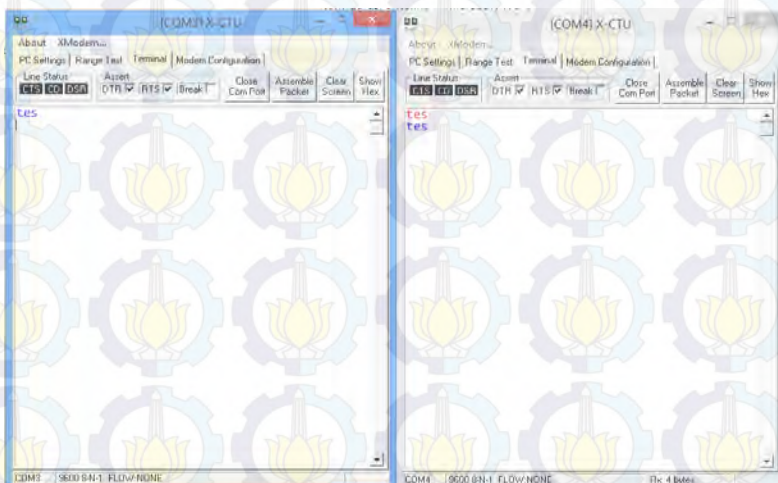 [COM3] X-CTU
About XModem...
PC Settings | Range Test | Terminal | Modem Configuration |
Line Status
CTS CD DSR
Assert
DTR RTS Break
Close Com Port
Assemble Packet
Clear Screen
Show Hex
tes
COM3 9600 8-N-1 FLOW:NONE
[COM4] X-CTU
About XModem...
PC Settings | Range Test | Terminal | Modem Configuration |
Line Status
CTS CD DSR
Assert
DTR RTS Break
Close Com Port
Assemble Packet
Clear Screen
Show Hex
tes
tes
COM4 9600 8-N-1 FLOW:NONE Rx: 4 bytes